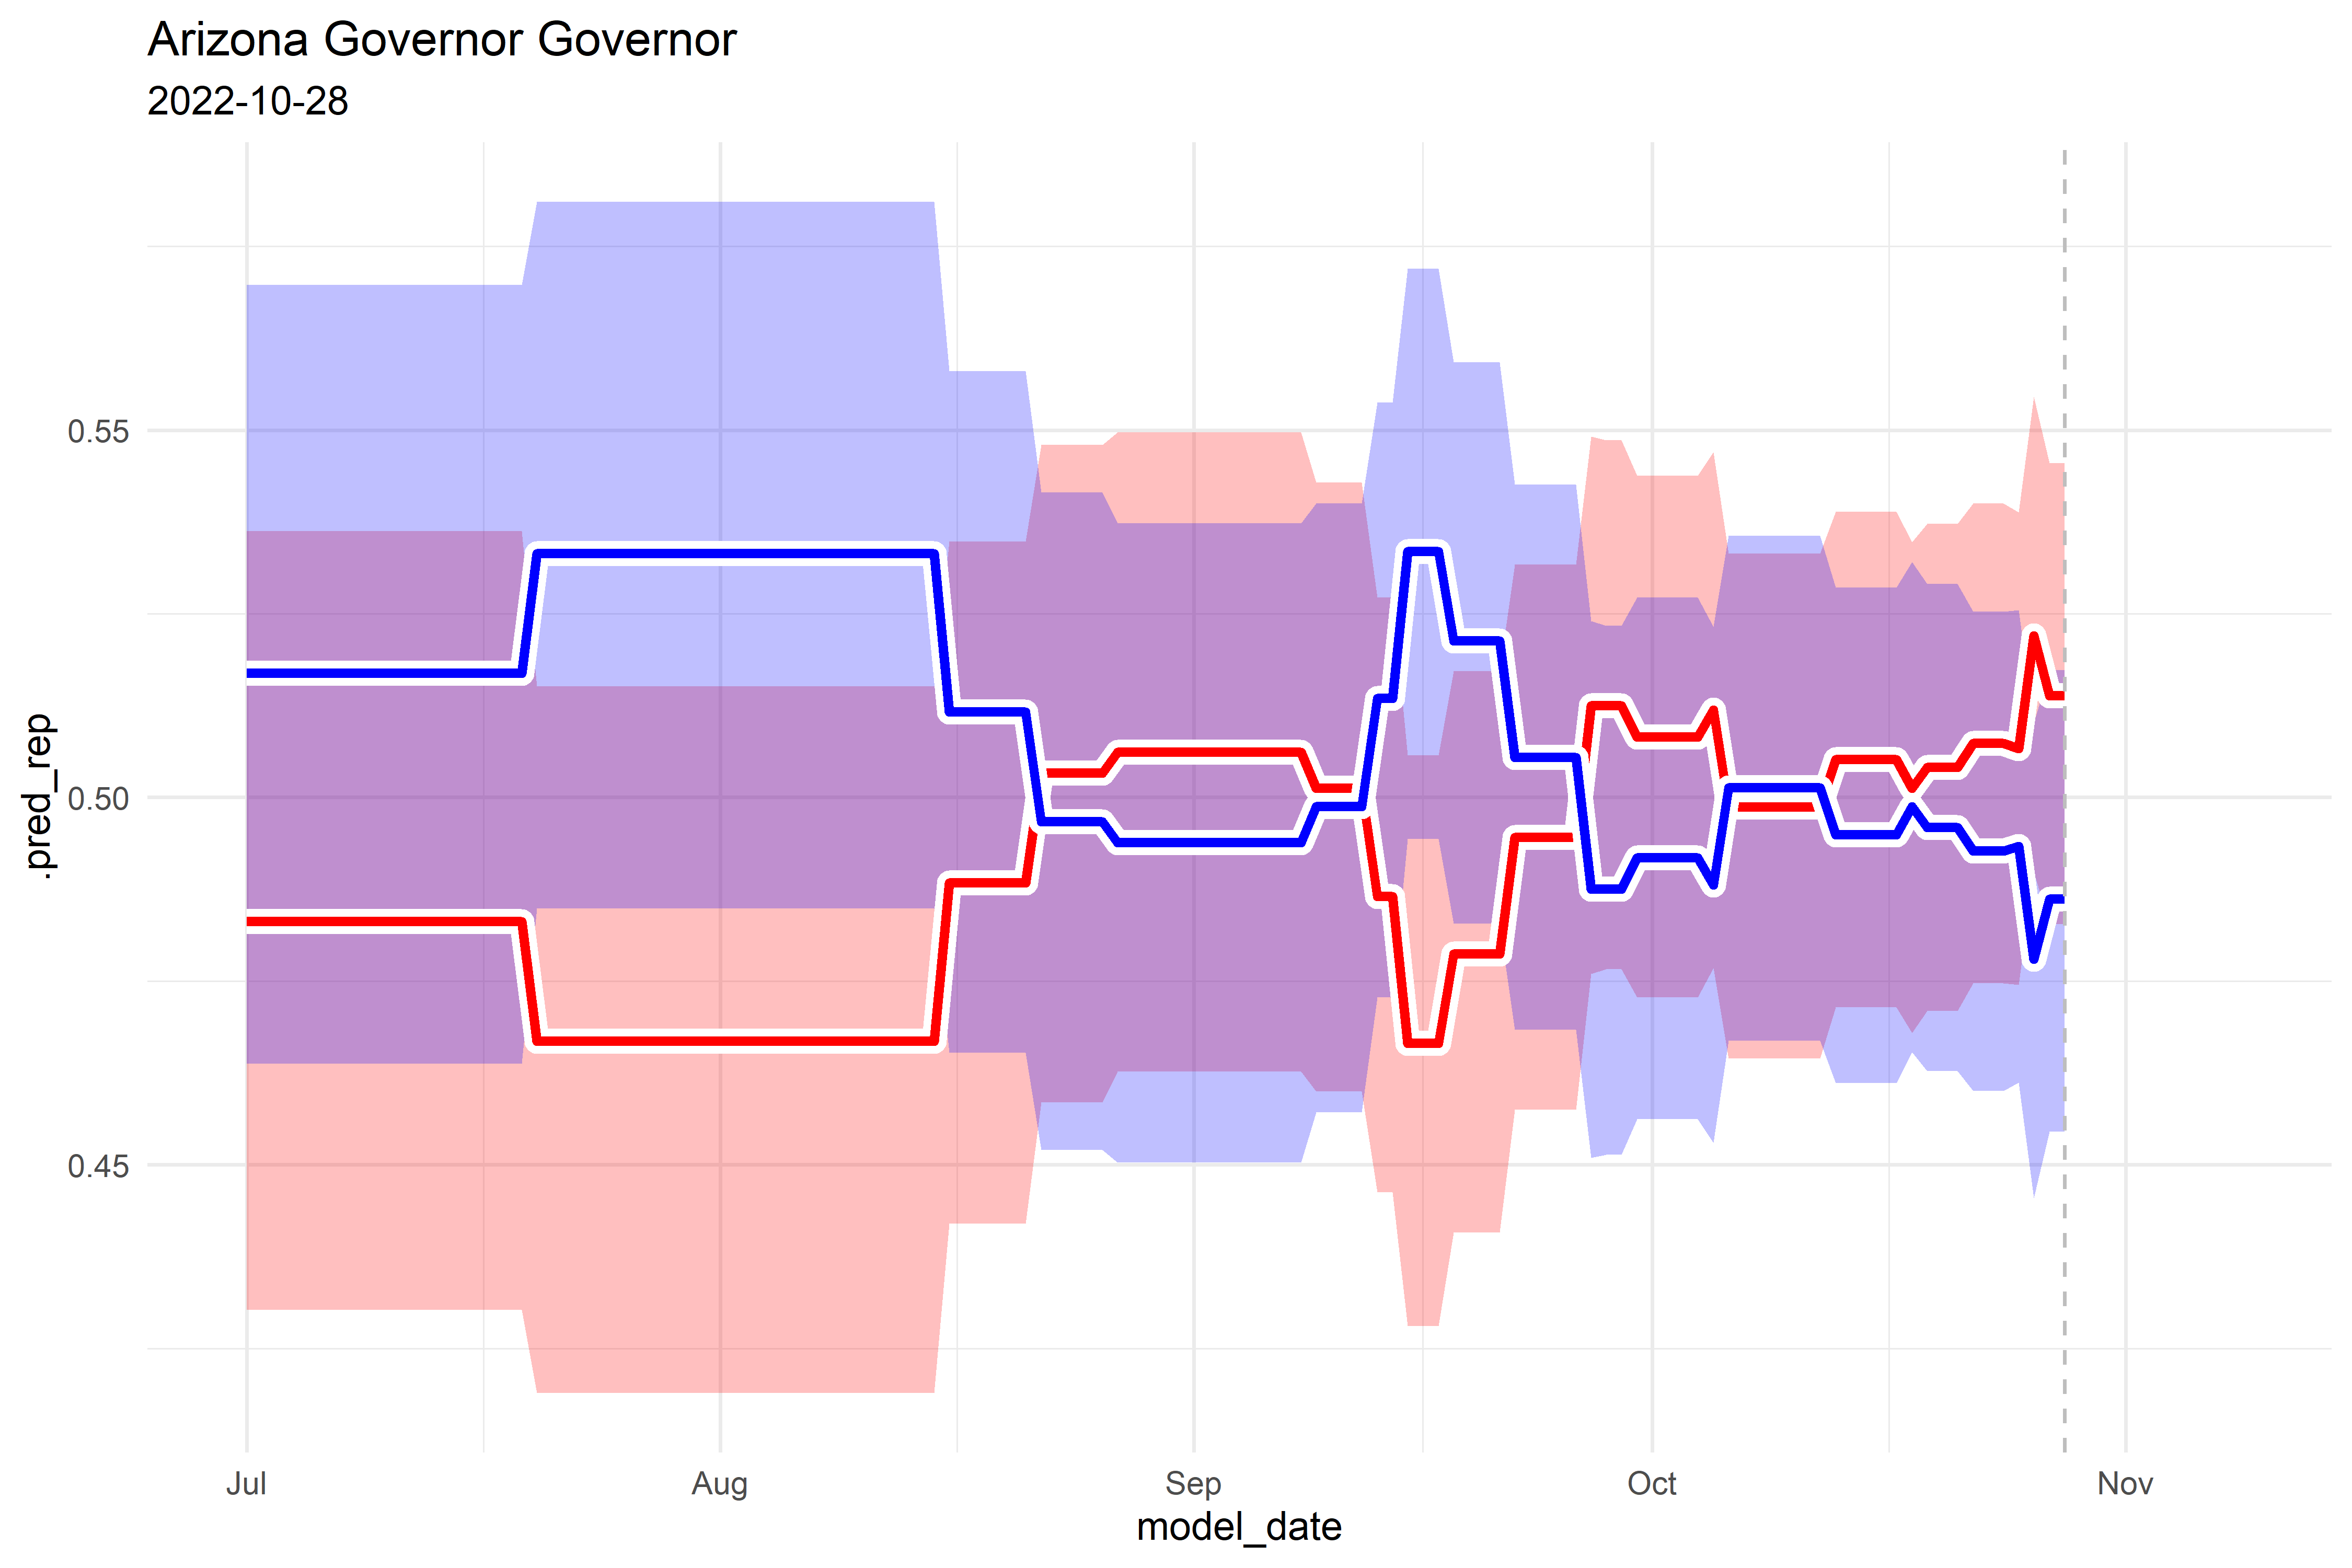 Arizona Governor Governor
2022-10-28
.pred_rep
0.55
0.50
0.45
Jul Aug Sep Oct Nov
model_date